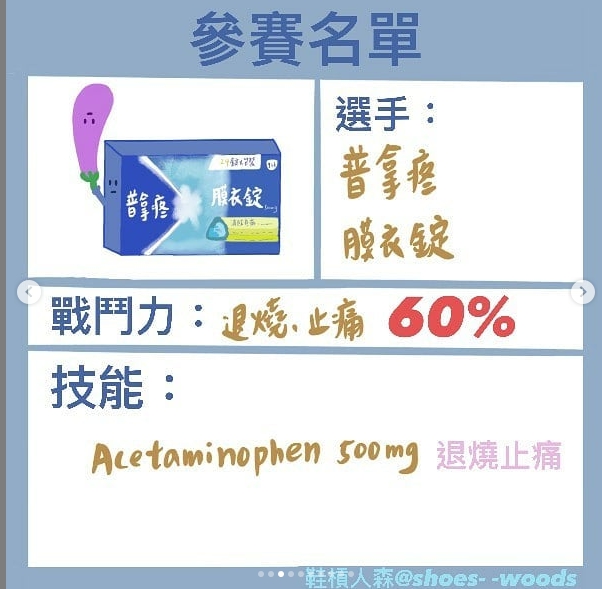 參賽名單
普拿疼
膜衣錠
選手：
普拿疼
膜衣錠
戰鬥力：退燒、止痛 60%
技能：
Acetaminophen 500mg 退燒止痛
鞋櫃人森@shoes- -woods